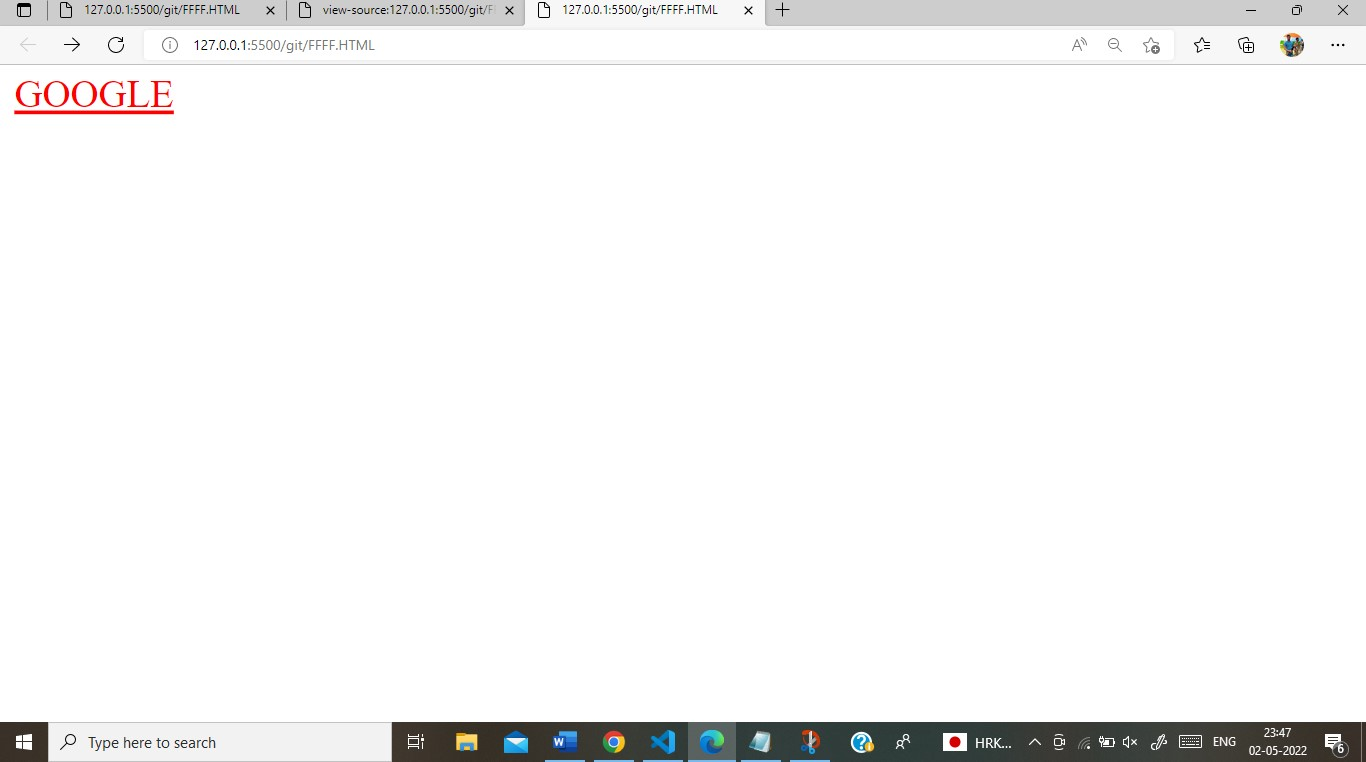 127.0.0.1:5500/git/FFFF.HTML
view-source:127.0.0.1:5500/git/F
127.0.0.1:5500/git/FFFF.HTML
127.0.0.1:5500/git/FFFF.HTML
GOOGLE
Type here to search
HRK...
ENG
23:47
02-05-2022
6